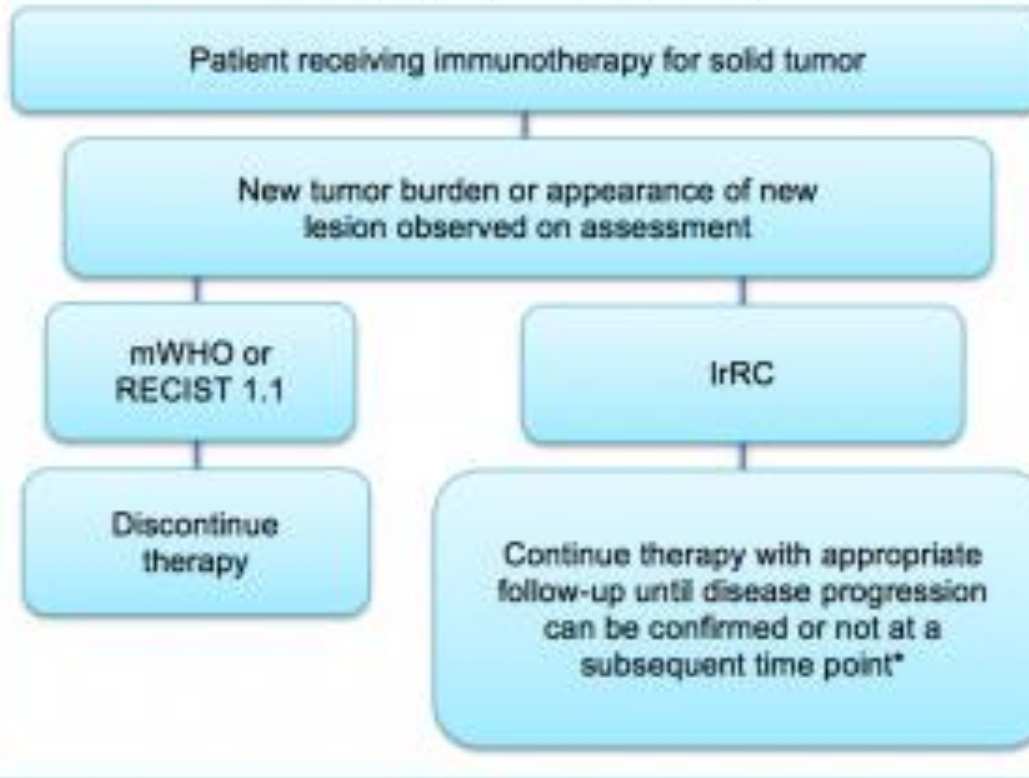 Patient receiving immunotherapy for solid tumor
New tumor burden or appearance of new
lesion observed on assessment
mWHO or
RECIST 1.1
IrRC
Discontinue
therapy
Continue therapy with appropriate
follow-up until disease progression
can be confirmed or not at a
subsequent time point*